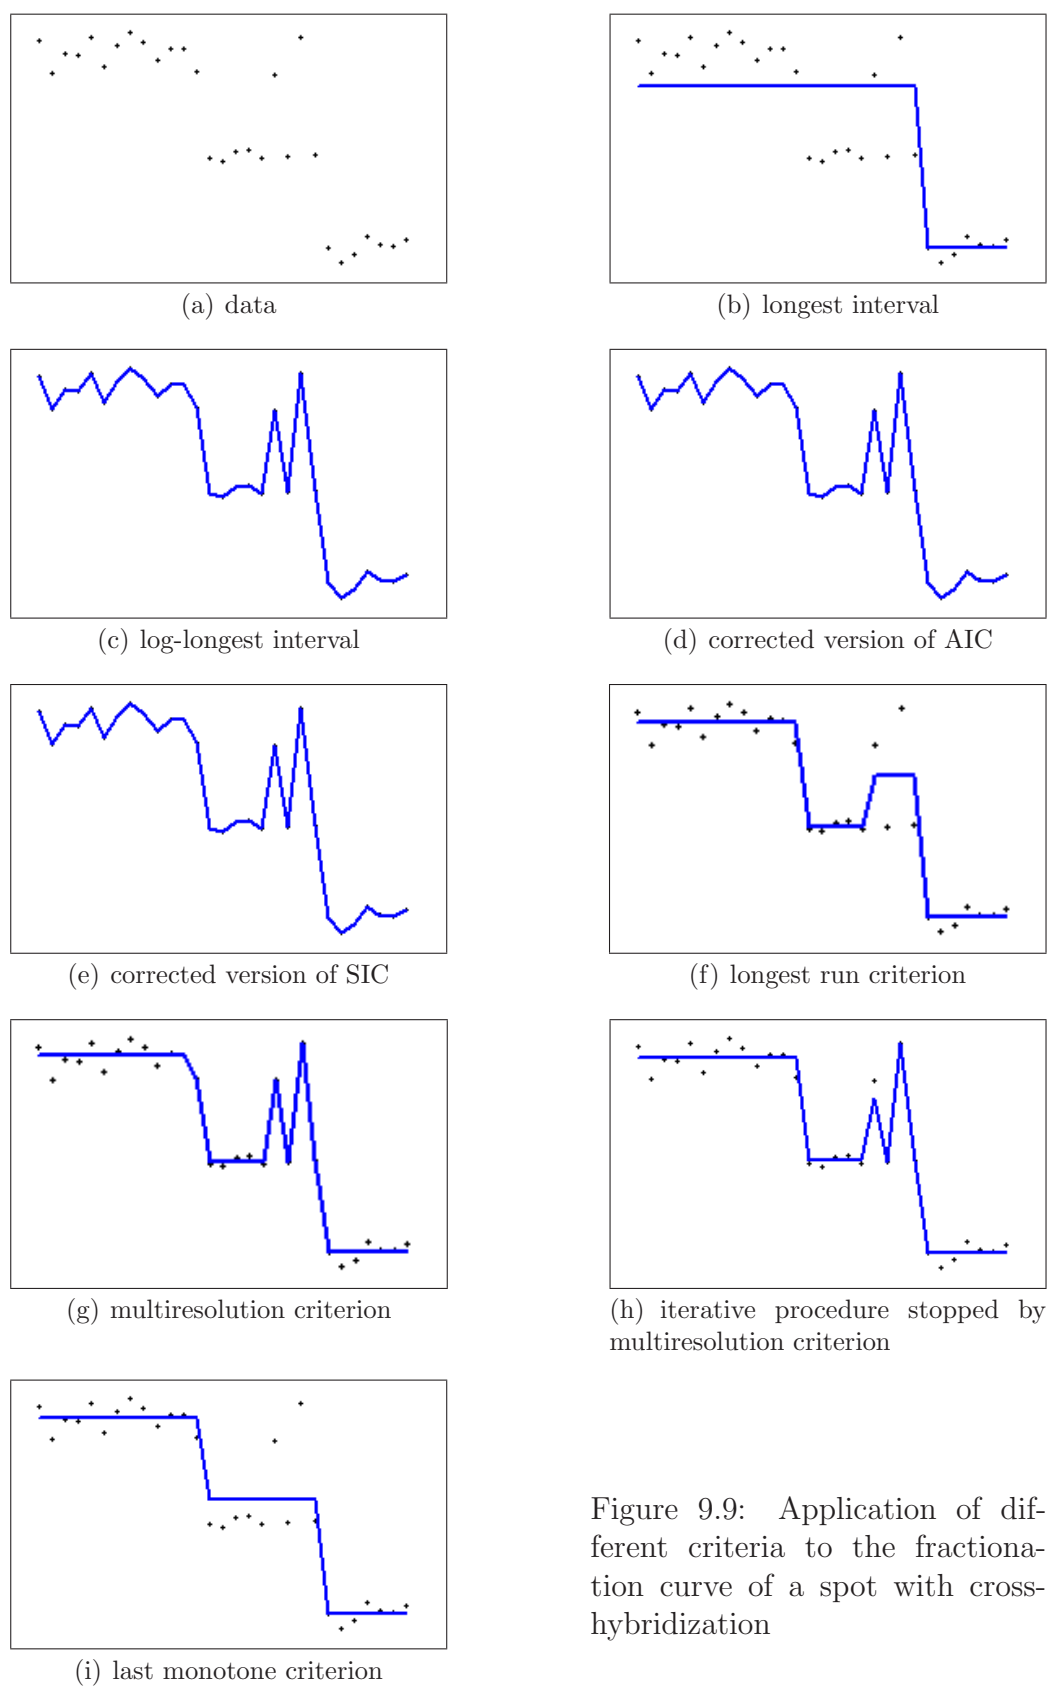 (a) data
(b) longest interval
(c) log-longest interval
(d) corrected version of AIC
(e) corrected version of SIC
(f) longest run criterion
(g) multiresolution criterion
(h) iterative procedure stopped by
multiresolution criterion
(i) last monotone criterion
Figure 9.9: Application of dif-
ferent criteria to the fractiona-
tion curve of a spot with cross-
hybridization